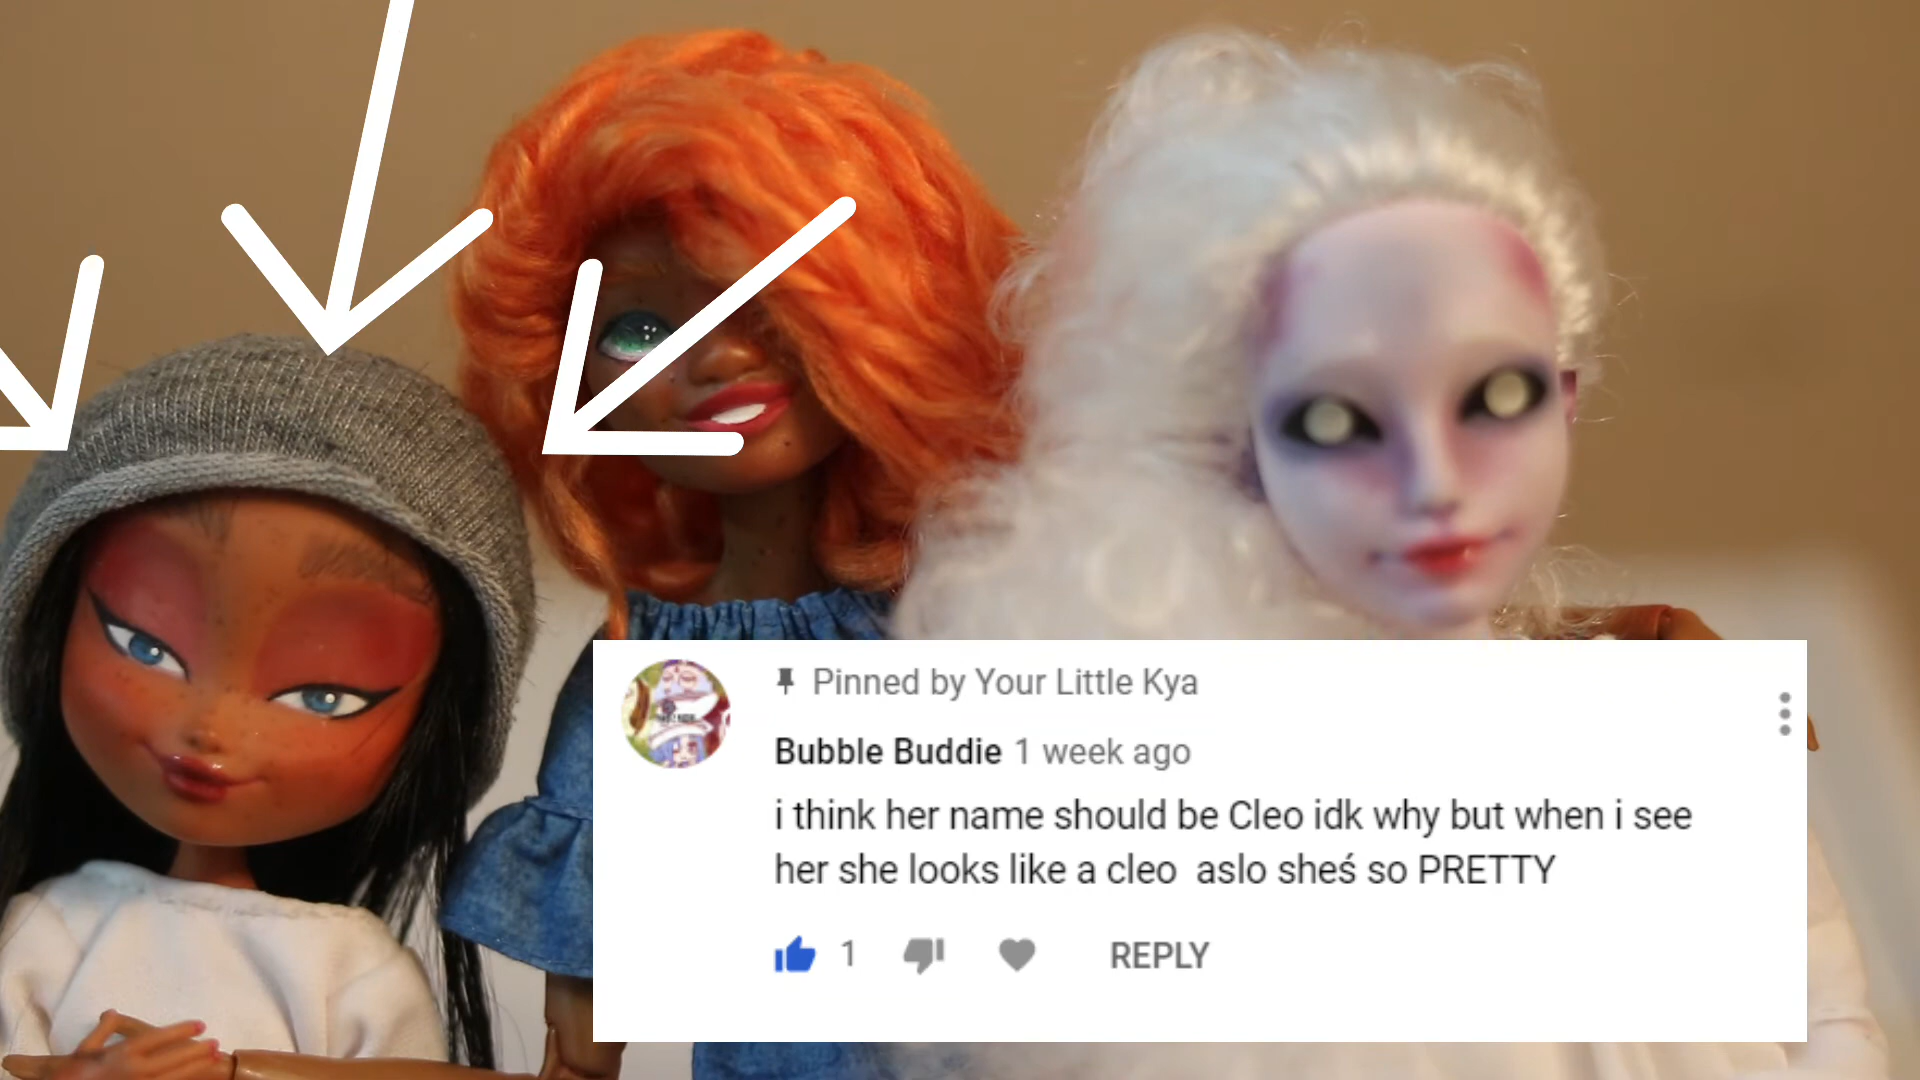 Pinned by Your Little Kya
Bubble Buddie 1 week ago
i think her name should be Cleo idk why but when i see
her she looks like a cleo  aslo sheś so PRETTY
1
REPLY